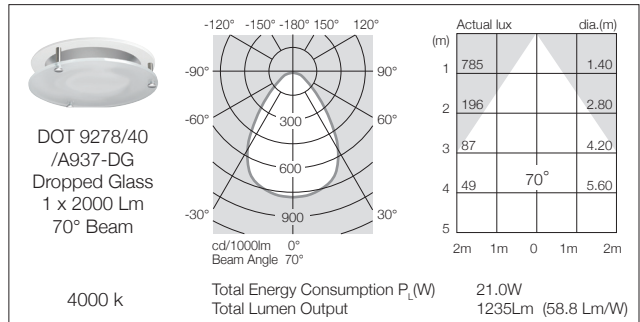 DOT 9278/40
/A937-DG
Dropped Glass
1 x 2000 Lm
70° Beam
4000 k
-120° -150° -180° 150° 120°
-90° 90°
-60° 300 60°
600
-30° 900 30°
cd/1000lm 0°
Beam Angle 70°
Actual lux dia.(m)
(m)
1 785 1.40
2 196 2.80
3 87 4.20
4 49 70° 5.60
5
2m 1m 0 1m 2m
Total Energy Consumption PL(W) 21.0W
Total Lumen Output 1235Lm (58.8 Lm/W)